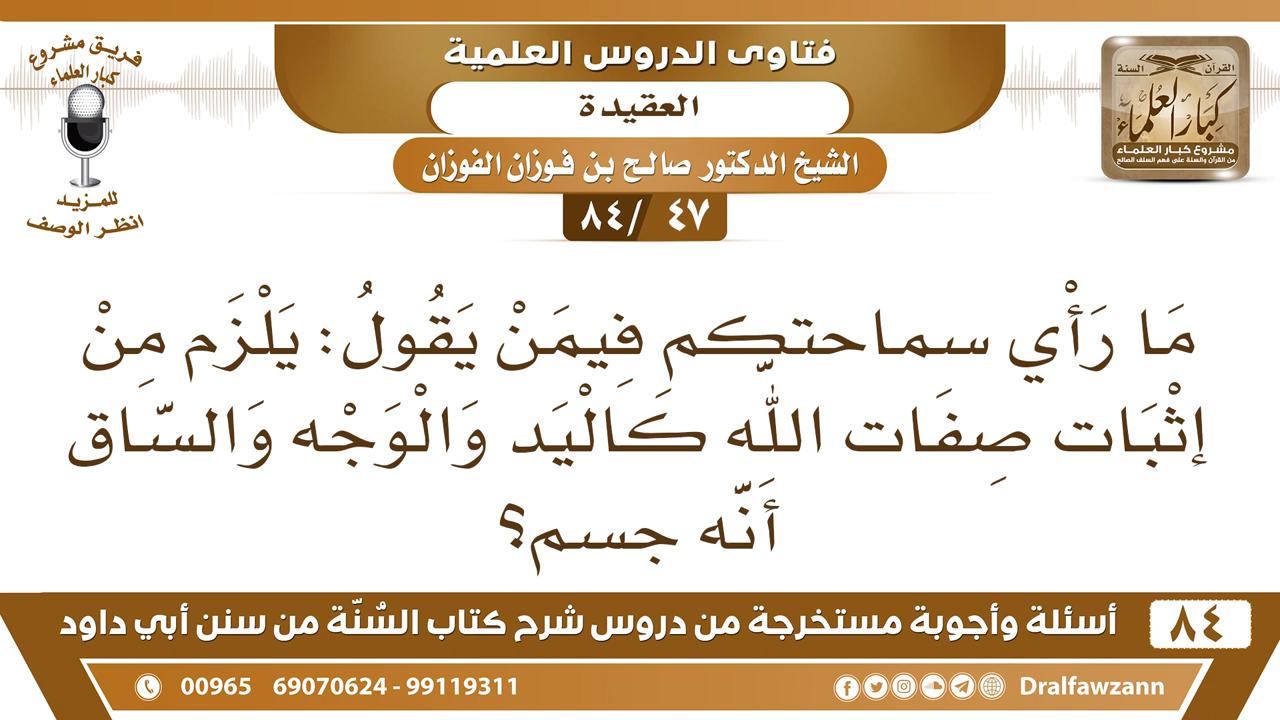 فريق مشروع
كبار العلماء
للمزيد
انظر الوصف
فتاوى الدروس العلمية
العقيدة
الشيخ الدكتور صالح بن فوزان الفوزان
٤٧ / ٨٤
القرآن السنة
كبار العلماء
مشروع كبار العلماء
من القرآن والسنة على فهم السلف الصالح
مَا رَأْي سماحتكم فِيمَنْ يَقُولُ: يَلْزَم مِنْ
إِثْبَات صِفَات اللَّه كَالْيَد وَالْوَجْه وَالسَّاق
أَنَّه جسم؟
٨٤ أسئلة وأجوبة مستخرجة من دروس شرح كتاب السُنّة من سنن أبي داود
00965 69070624 - 99119311
Dralfawzann